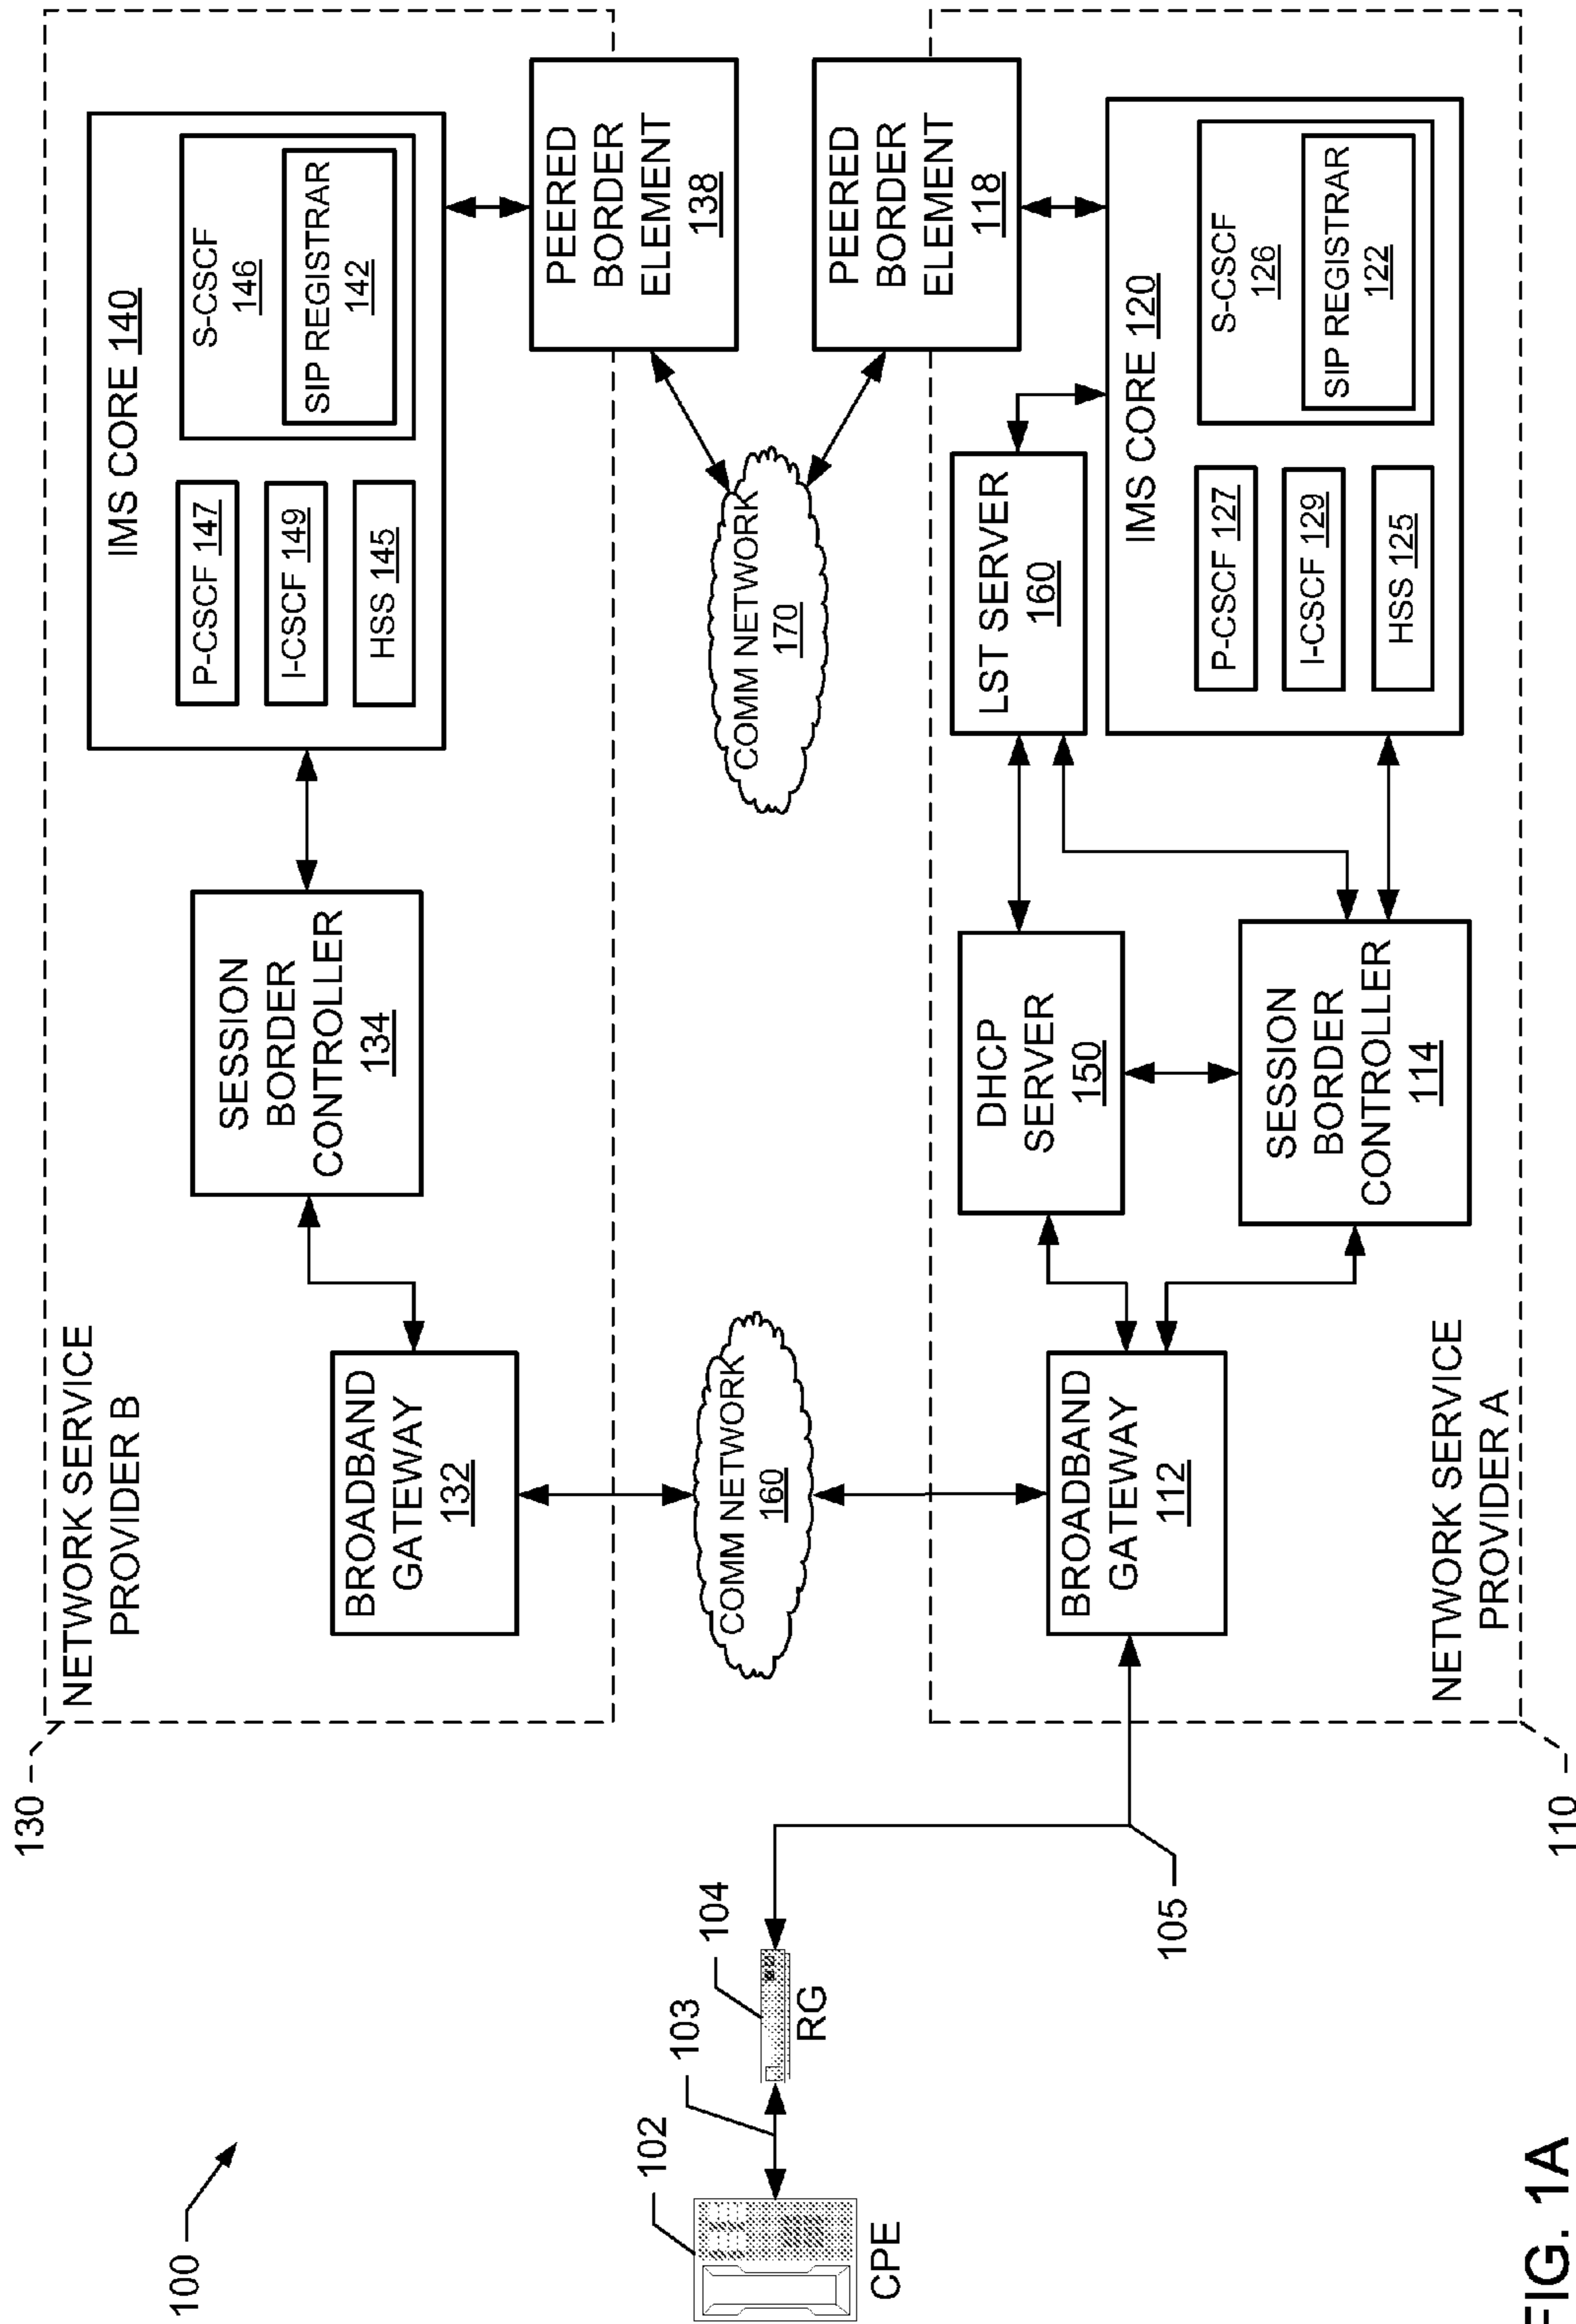 100
130
NETWORK SERVICE
PROVIDER B
BROADBAND
GATEWAY
132
SESSION
BORDER
CONTROLLER
134
IMS CORE 140
P-CSCF 147
I-CSCF 149
HSS 145
S-CSCF
146
SIP REGISTRAR
142
PEERED
BORDER
ELEMENT
138
102
CPE
103
104
RG
105
COMM NETWORK
160
COMM NETWORK
170
PEERED
BORDER
ELEMENT
118
BROADBAND
GATEWAY
112
DHCP
SERVER
150
LST SERVER
160
SESSION
BORDER
CONTROLLER
114
IMS CORE 120
P-CSCF 127
I-CSCF 129
HSS 125
S-CSCF
126
SIP REGISTRAR
122
NETWORK SERVICE
PROVIDER A
110
FIG. 1A